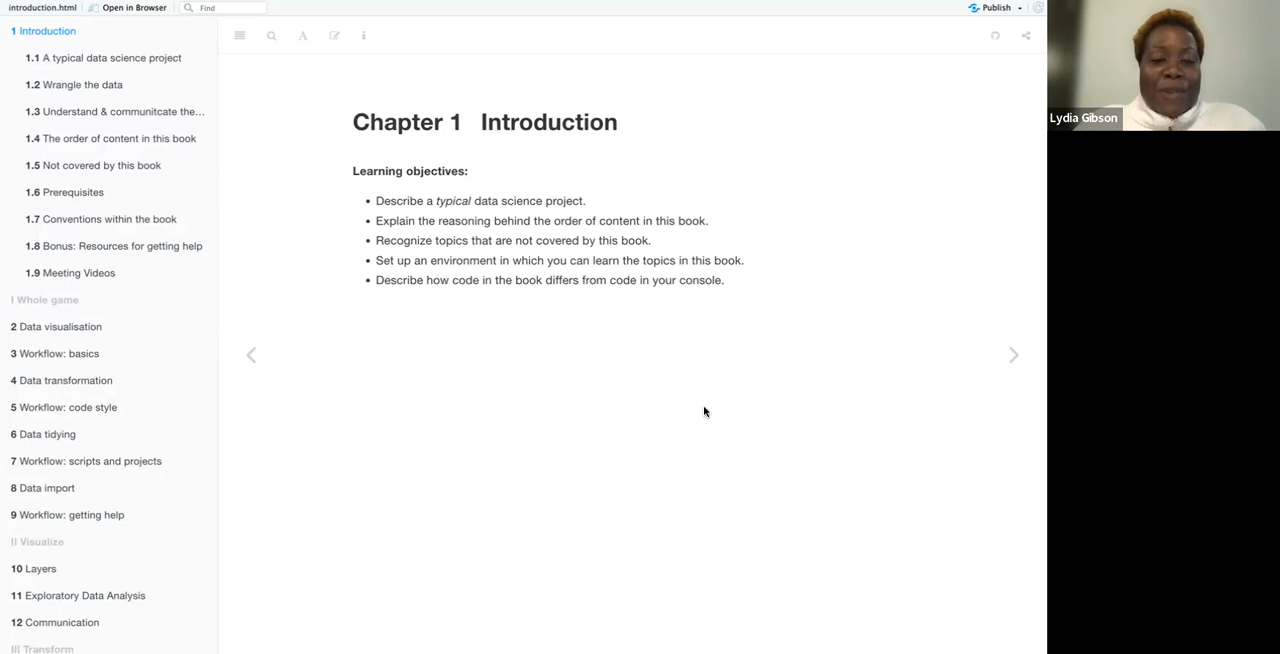 introduction.html Open in Browser Find Publish
1 Introduction
1.1 A typical data science project
1.2 Wrangle the data
1.3 Understand & communitcate the...
1.4 The order of content in this book
1.5 Not covered by this book
1.6 Prerequisites
1.7 Conventions within the book
1.8 Bonus: Resources for getting help
1.9 Meeting Videos
I Whole game
2 Data visualisation
3 Workflow: basics
4 Data transformation
5 Workflow: code style
6 Data tidying
7 Workflow: scripts and projects
8 Data import
9 Workflow: getting help
II Visualize
10 Layers
11 Exploratory Data Analysis
12 Communication
III Transform
Chapter 1 Introduction
Learning objectives:
• Describe a typical data science project.
• Explain the reasoning behind the order of content in this book.
• Recognize topics that are not covered by this book.
• Set up an environment in which you can learn the topics in this book.
• Describe how code in the book differs from code in your console.
Lydia Gibson